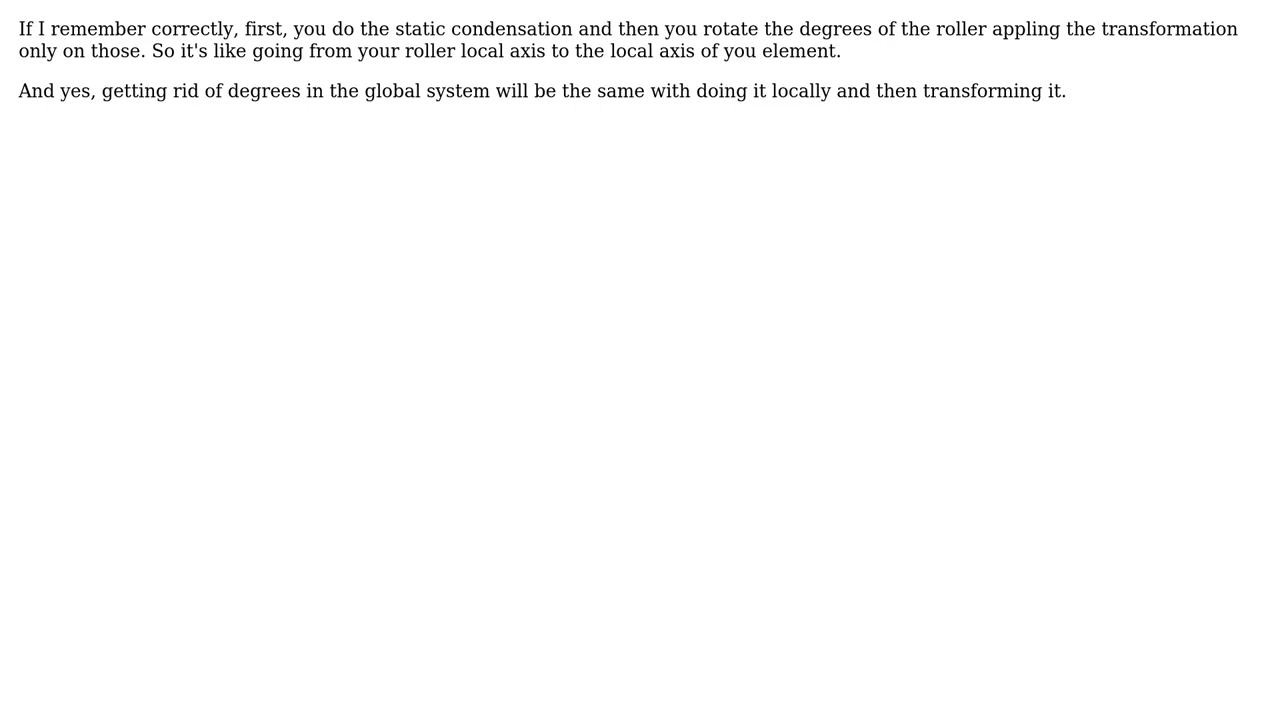 If I remember correctly, first, you do the static condensation and then you rotate the degrees of the roller appling the transformation
only on those. So it's like going from your roller local axis to the local axis of you element.
And yes, getting rid of degrees in the global system will be the same with doing it locally and then transforming it.